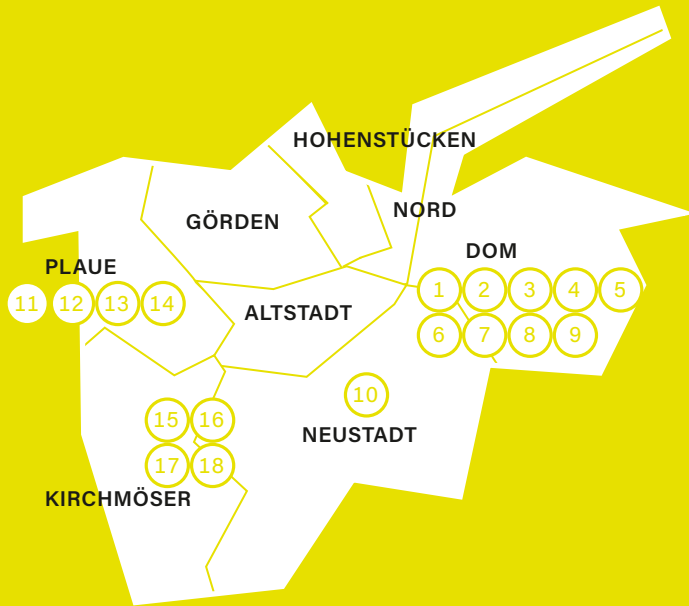 HOHENSTÜCKEN
NORD
GÖRDEN
DOM
PLAUE
1 2 3 4 5
11 12 13 14
ALTSTADT
6 7 8 9
10
15 16
NEUSTADT
17 18
KIRCHMÖSER